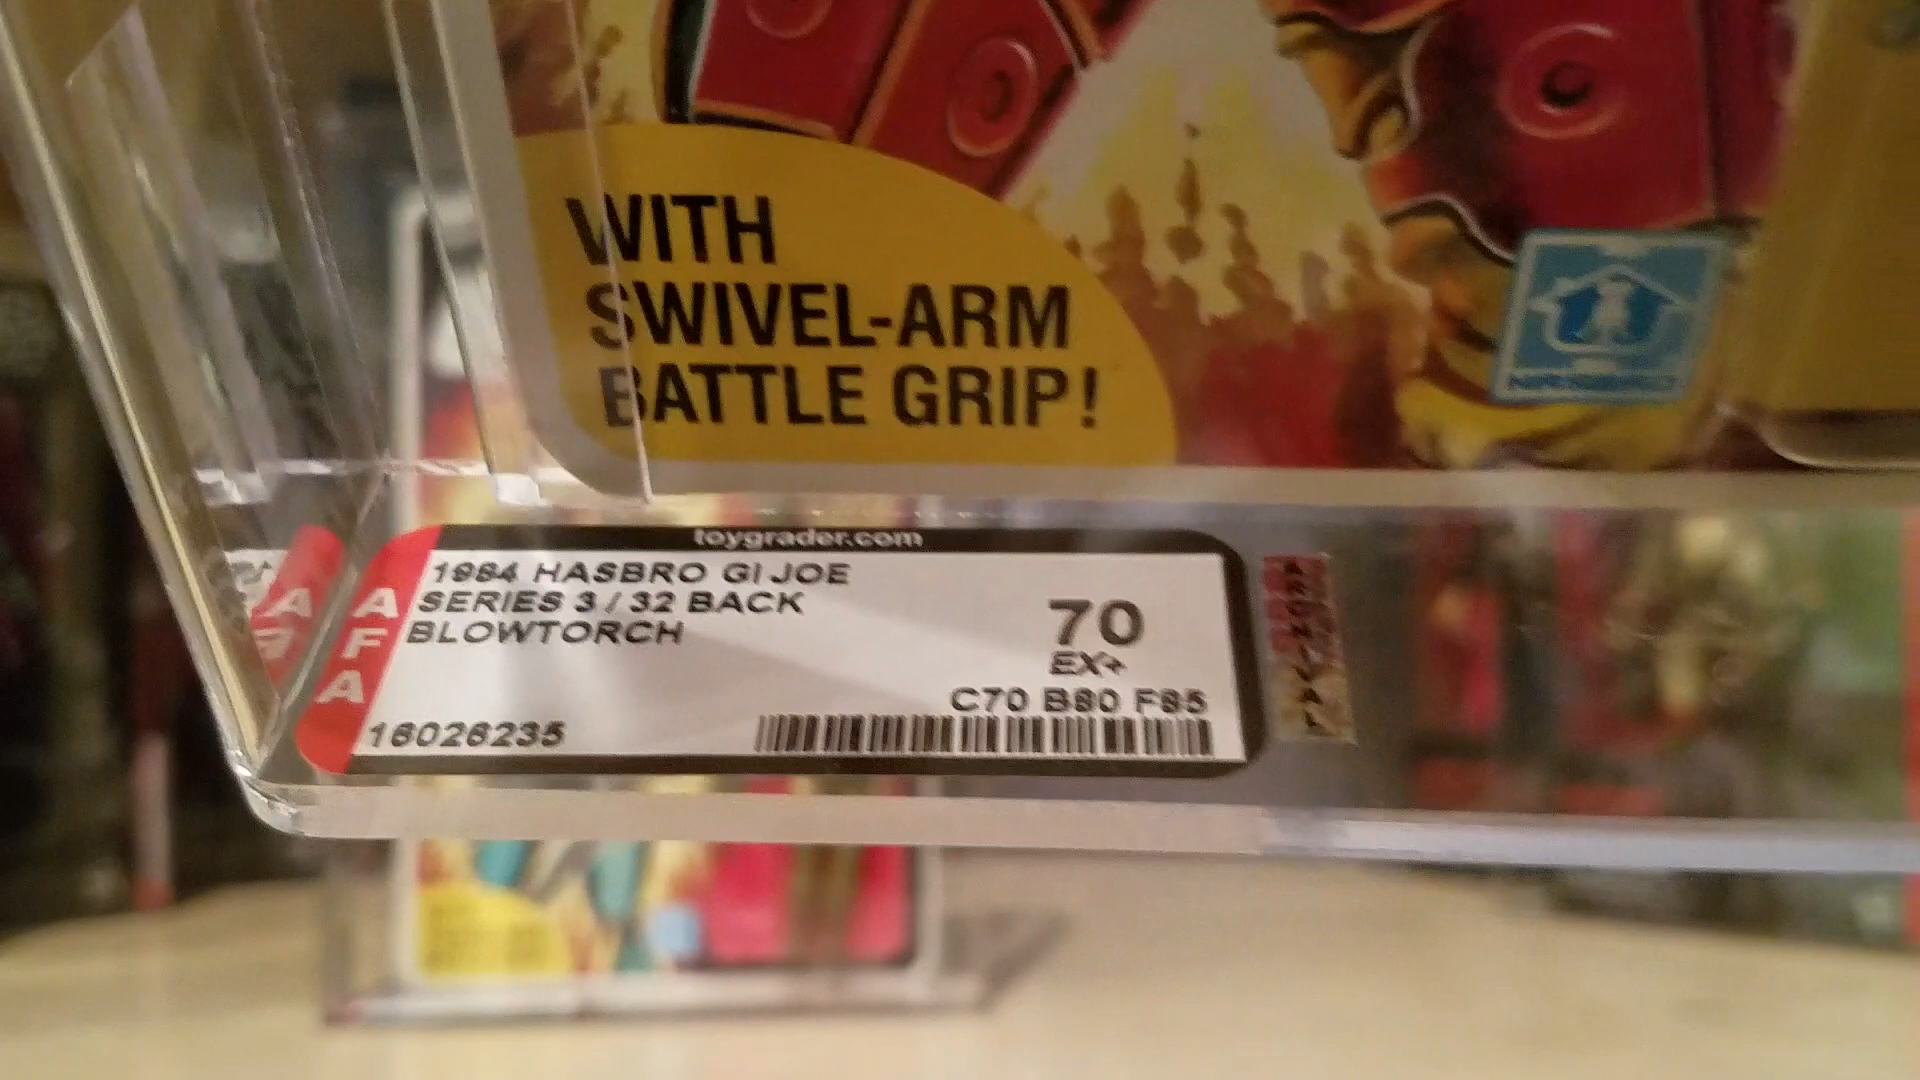 WITH
SWIVEL-ARM
BATTLE GRIP!
toygrader.com
AFA
1984 HASBRO GI JOE
SERIES 3 / 32 BACK
BLOWTORCH
70
EX+
C70 B80 F85
16026235
ARCHIVAL